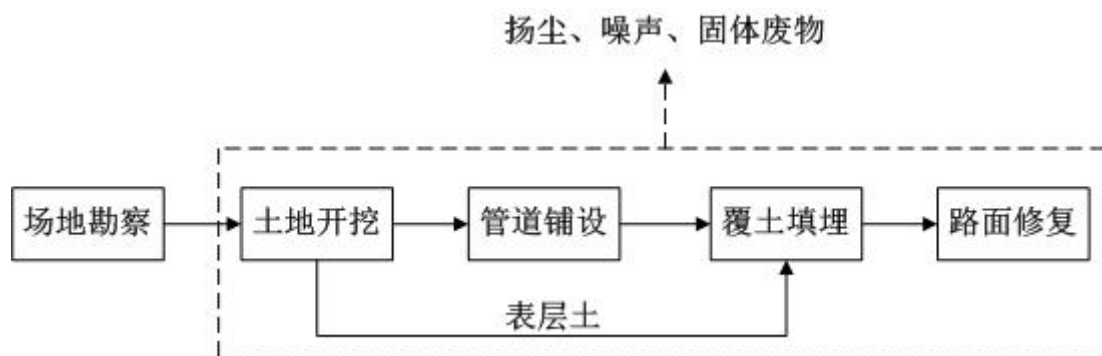 扬尘、噪声、固体废物
场地勘察
土地开挖
管道铺设
覆土填埋
路面修复
表层土